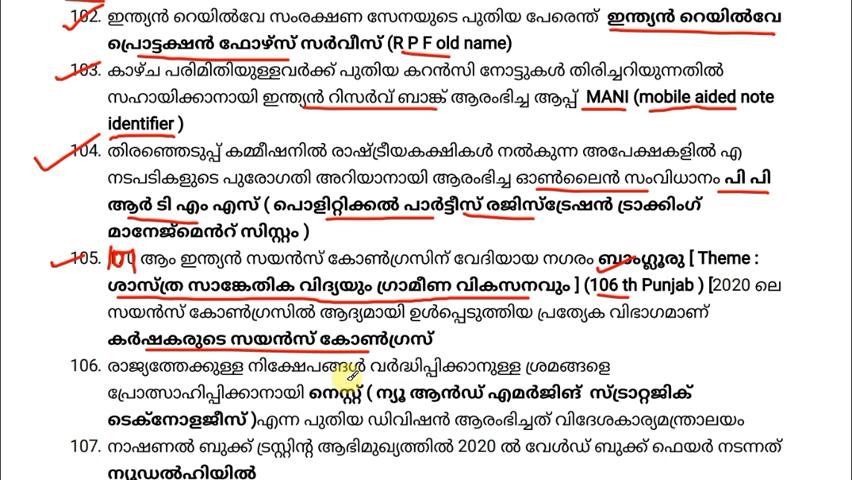 102. ഇന്ത്യൻ റെയിൽവേ സംരക്ഷണ സേനയുടെ പുതിയ പേരെന്ത് ഇന്ത്യൻ റെയിൽവേ
പ്രൊട്ടക്ഷൻ ഫോഴ്സ് സർവീസ് (R P F old name)
103. കാഴ്ച പരിമിതിയുള്ളവർക്ക് പുതിയ കറൻസി നോട്ടുകൾ തിരിച്ചറിയുന്നതിൽ
സഹായിക്കാനായി ഇന്ത്യൻ റിസർവ് ബാങ്ക് ആരംഭിച്ച ആപ്പ് MANI (mobile aided note
identifier )
104. തിരഞ്ഞെടുപ്പ് കമ്മീഷനിൽ രാഷ്ട്രീയകക്ഷികൾ നൽകുന്ന അപേക്ഷകളിൽ എ
നടപടികളുടെ പുരോഗതി അറിയാനായി ആരംഭിച്ച ഓൺലൈൻ സംവിധാനം പി പി
ആർ ടി എം എസ് ( പൊളിറ്റിക്കൽ പാർട്ടീസ് രജിസ്ട്രേഷൻ ട്രാക്കിംഗ്
മാനേജ്മെൻറ് സിസ്റ്റം )
105. 107 ആം ഇന്ത്യൻ സയൻസ് കോൺഗ്രസിന് വേദിയായ നഗരം ബാംഗ്ലൂരു [ Theme :
ശാസ്ത്ര സാങ്കേതിക വിദ്യയും ഗ്രാമീണ വികസനവും ] (106 th Punjab ) [2020 ലെ
സയൻസ് കോൺഗ്രസിൽ ആദ്യമായി ഉൾപ്പെടുത്തിയ പ്രത്യേക വിഭാഗമാണ്
കർഷകരുടെ സയൻസ് കോൺഗ്രസ്
106. രാജ്യത്തേക്കുള്ള നിക്ഷേപങ്ങൾ വർദ്ധിപ്പിക്കാനുള്ള ശ്രമങ്ങളെ
പ്രോത്സാഹിപ്പിക്കാനായി നെസ്റ്റ് ( ന്യൂ ആൻഡ് എമർജിങ് സ്ട്രാറ്റജിക്
ടെക്നോളജീസ് )എന്ന പുതിയ ഡിവിഷൻ ആരംഭിച്ചത് വിദേശകാര്യമന്ത്രാലയം
107. നാഷണൽ ബുക്ക് ട്രസ്റ്റിന്റ ആഭിമുഖ്യത്തിൽ 2020 ൽ വേൾഡ് ബുക്ക് ഫെയർ നടന്നത്
ന്യൂഡൽഹിയിൽ